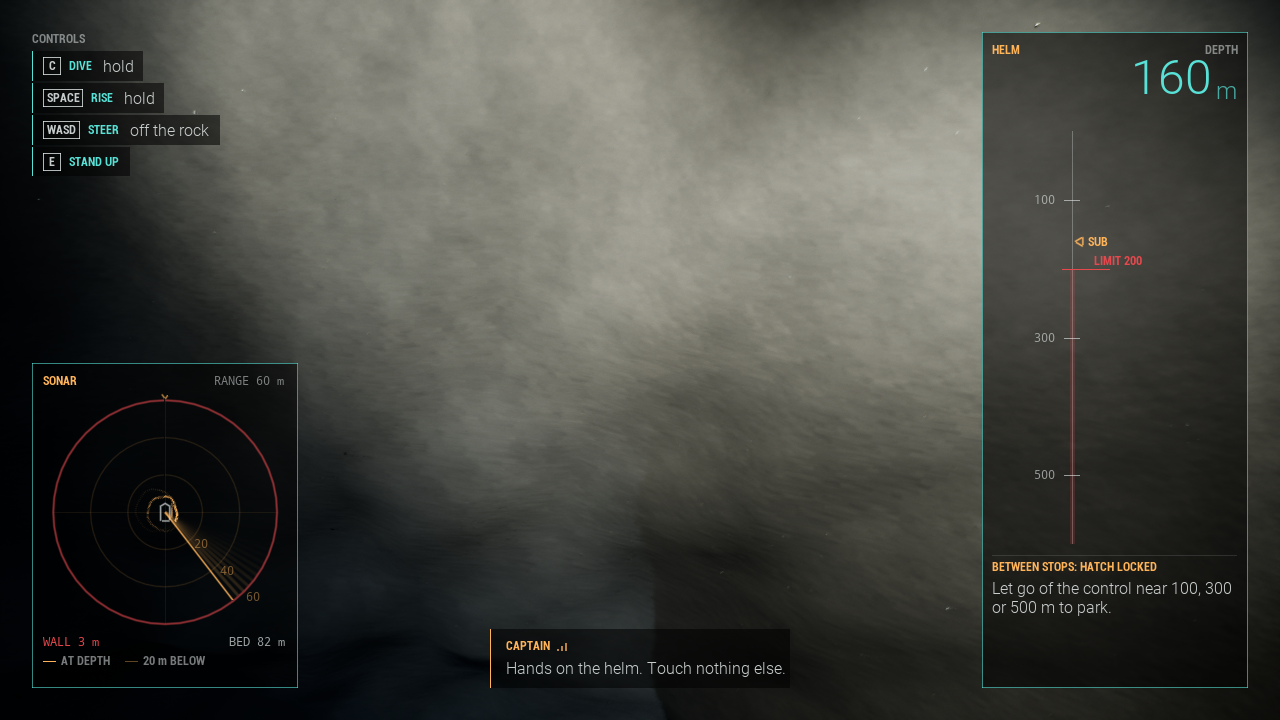 CONTROLS
C DIVE hold
SPACE RISE hold
WASD STEER off the rock
E STAND UP
HELM DEPTH
160 m
100
SUB
LIMIT 200
300
500
BETWEEN STOPS: HATCH LOCKED
Let go of the control near 100, 300
or 500 m to park.
SONAR RANGE 60 m
20
40
60
WALL 3 m BED 82 m
AT DEPTH 20 m BELOW
CAPTAIN
Hands on the helm. Touch nothing else.